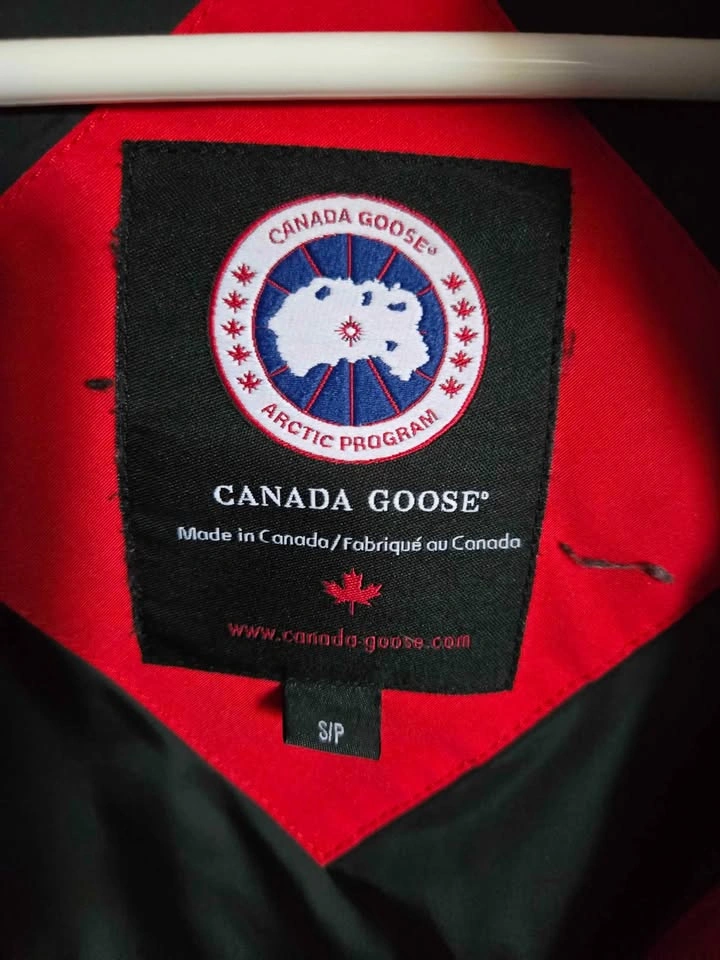 CANADA GOOSE®
ARCTIC PROGRAM
CANADA GOOSE®
Made in Canada/Fabriqué au Canada
www.canada-goose.com
S/P